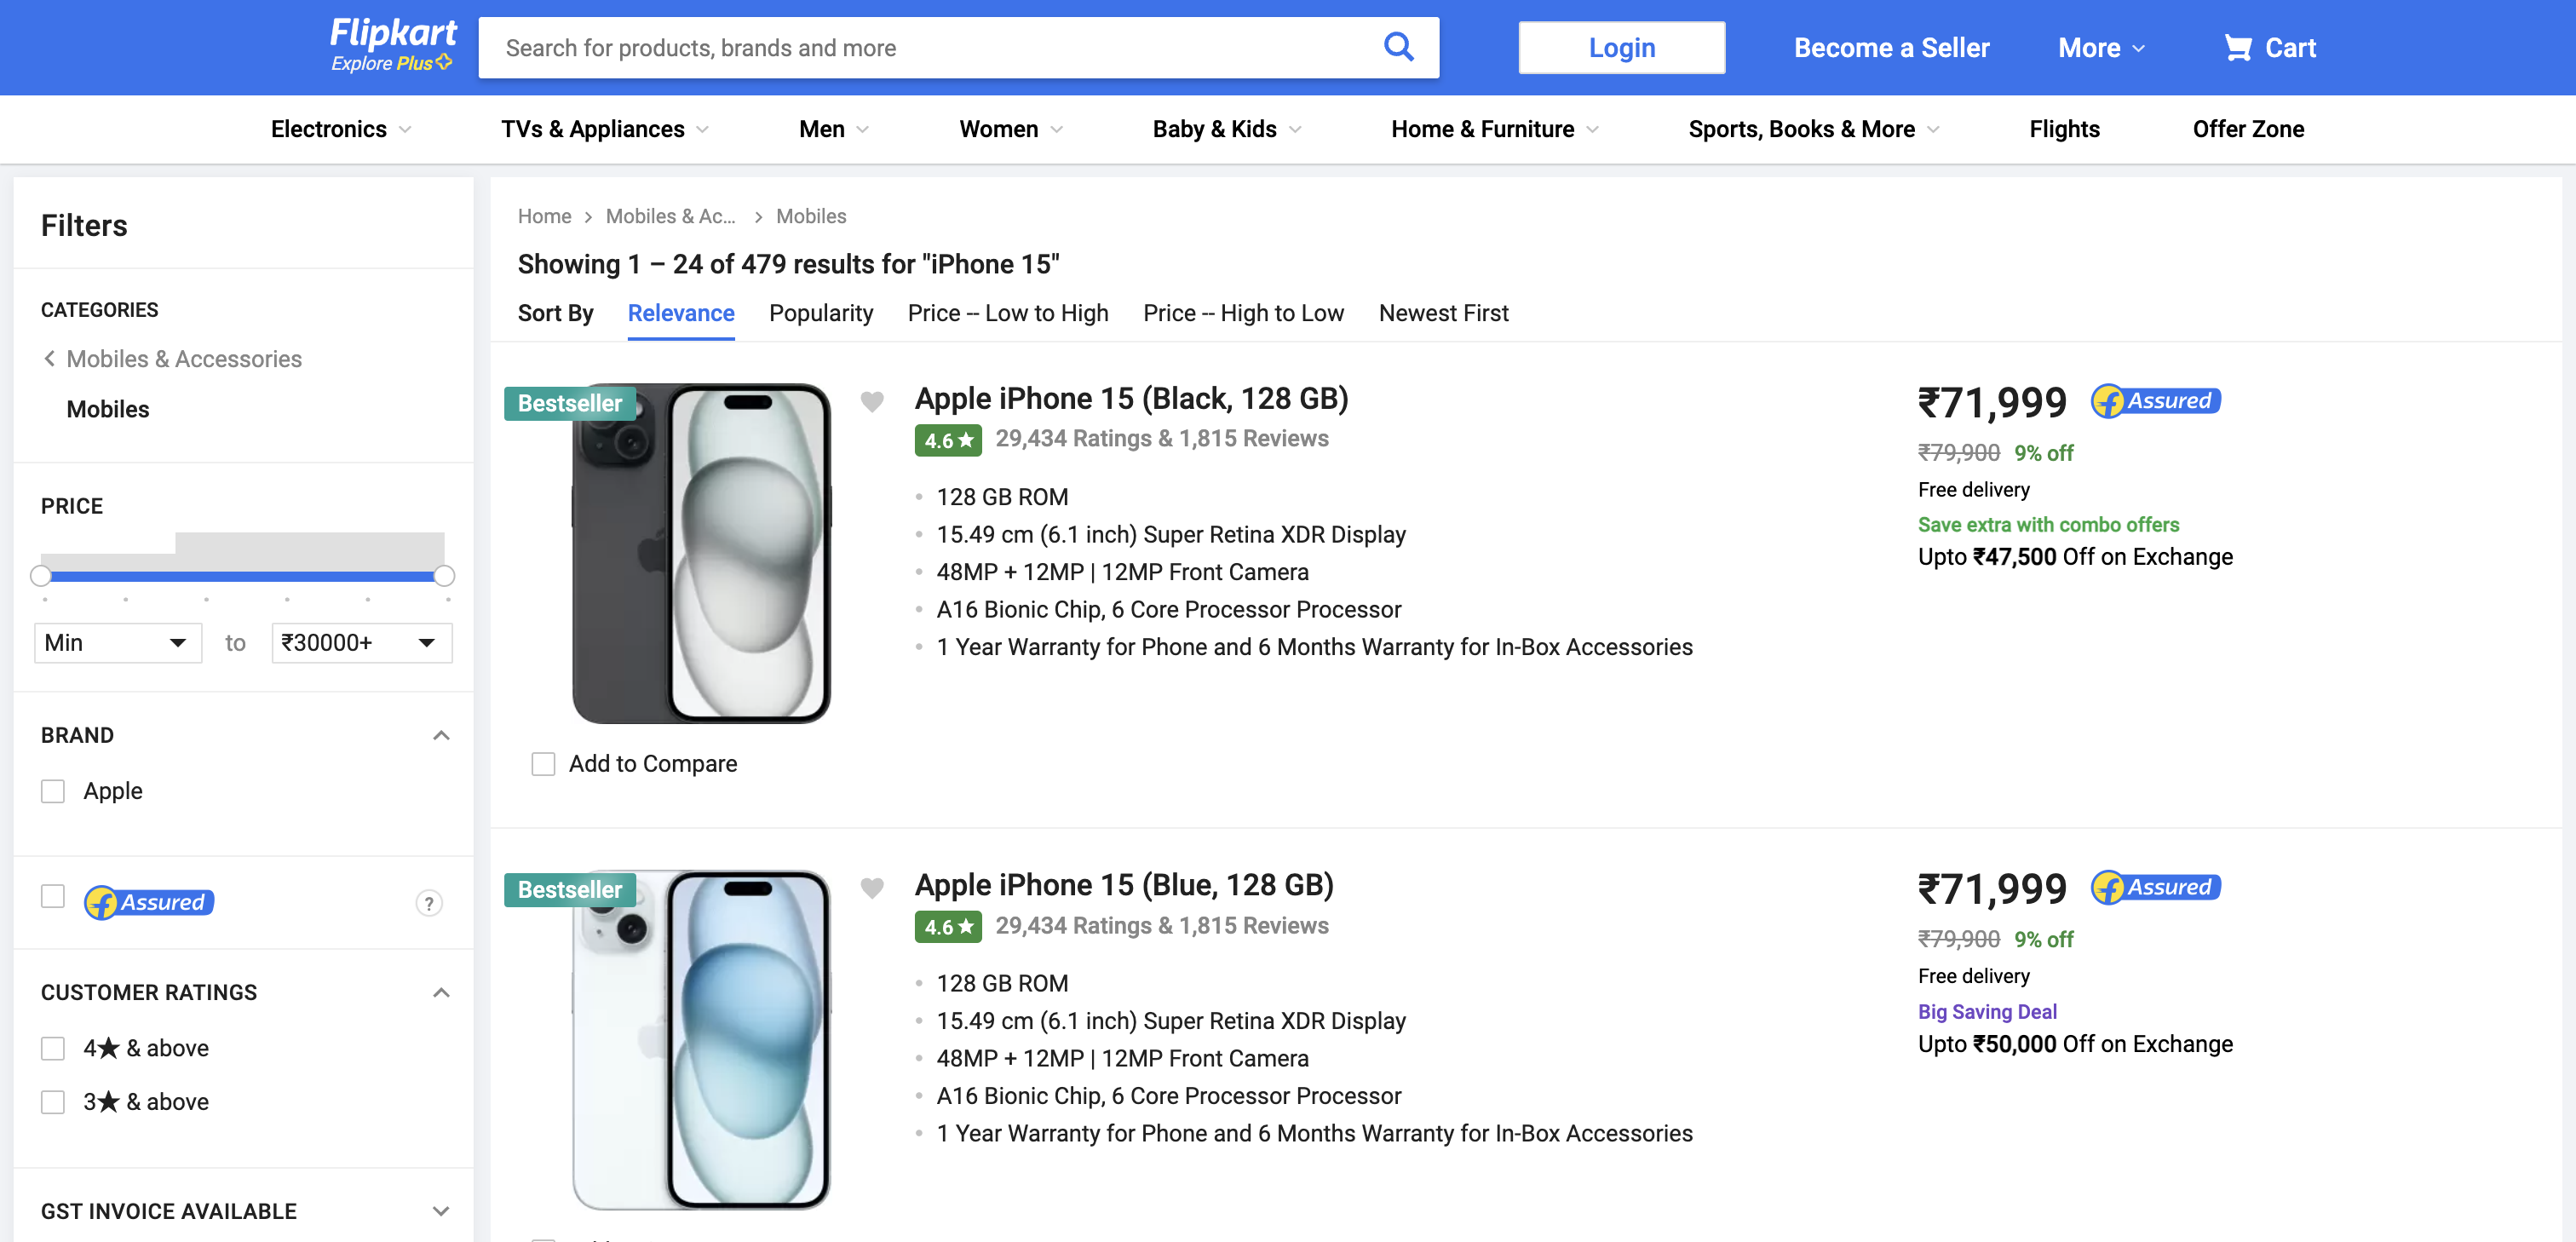 Flipkart
Explore Plus
Search for products, brands and more
Login
Become a Seller
More
Cart
Electronics
TVs & Appliances
Men
Women
Baby & Kids
Home & Furniture
Sports, Books & More
Flights
Offer Zone
Filters
CATEGORIES
Mobiles & Accessories
Mobiles
PRICE
Min
to
₹30000+
BRAND
Apple
Assured
?
CUSTOMER RATINGS
4★ & above
3★ & above
GST INVOICE AVAILABLE
Home > Mobiles & Ac... > Mobiles
Showing 1 – 24 of 479 results for "iPhone 15"
Sort By Relevance Popularity Price -- Low to High Price -- High to Low Newest First
Bestseller
Add to Compare
Apple iPhone 15 (Black, 128 GB)
4.6★ 29,434 Ratings & 1,815 Reviews
128 GB ROM
15.49 cm (6.1 inch) Super Retina XDR Display
48MP + 12MP | 12MP Front Camera
A16 Bionic Chip, 6 Core Processor Processor
1 Year Warranty for Phone and 6 Months Warranty for In-Box Accessories
₹71,999 Assured
₹79,900 9% off
Free delivery
Save extra with combo offers
Upto ₹47,500 Off on Exchange
Bestseller
Apple iPhone 15 (Blue, 128 GB)
4.6★ 29,434 Ratings & 1,815 Reviews
128 GB ROM
15.49 cm (6.1 inch) Super Retina XDR Display
48MP + 12MP | 12MP Front Camera
A16 Bionic Chip, 6 Core Processor Processor
1 Year Warranty for Phone and 6 Months Warranty for In-Box Accessories
₹71,999 Assured
₹79,900 9% off
Free delivery
Big Saving Deal
Upto ₹50,000 Off on Exchange